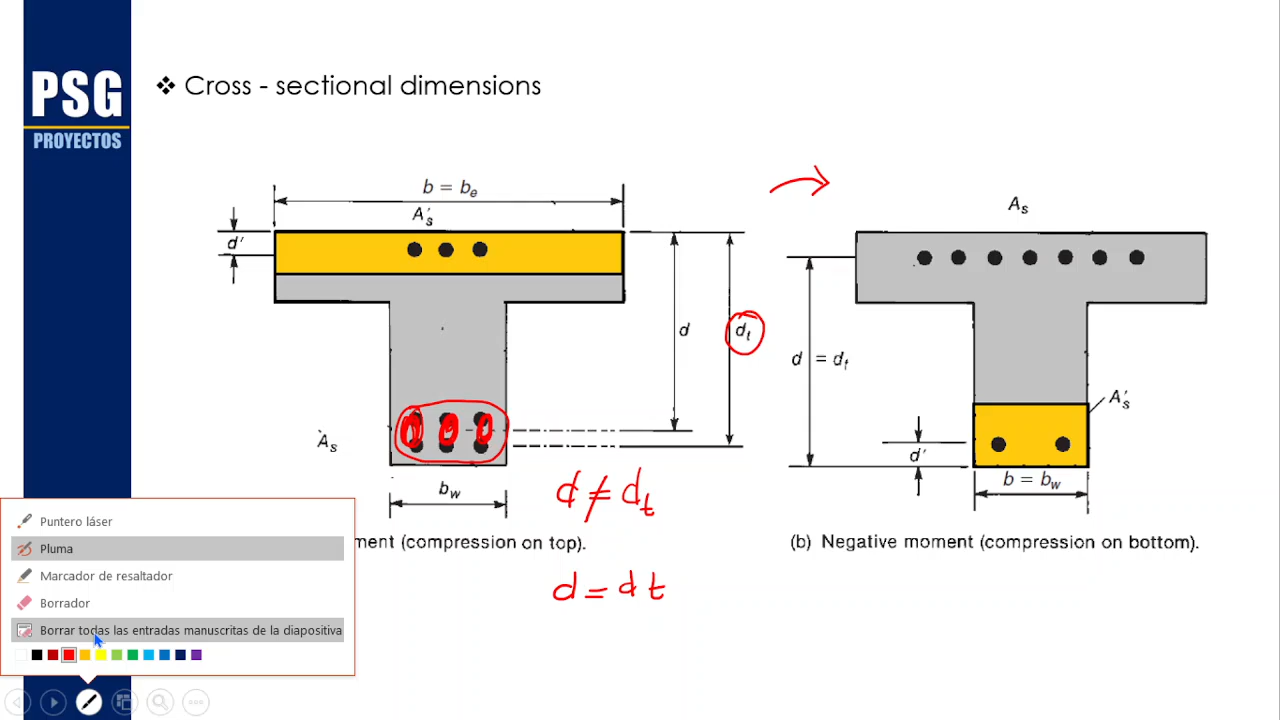 PSG
PROYECTOS
❖ Cross - sectional dimensions
b = bₑ
A's
d'
d
dₜ
As
bw
d ≠ dt
d = dt
ment (compression on top).
As
d = dₜ
A's
d'
b = bw
(b) Negative moment (compression on bottom).
Puntero láser
Pluma
Marcador de resaltador
Borrador
Borrar todas las entradas manuscritas de la diapositiva